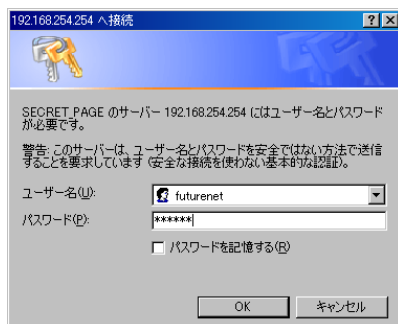 192.168.254.254 へ接続
SECRET_PAGE のサーバー 192.168.254.254 にはユーザー名とパスワード
が必要です。
警告: このサーバーは、ユーザー名とパスワードを安全ではない方法で送信
することを要求しています (安全な接続を使わない基本的な認証)。
ユーザー名(U):
futurenet
パスワード(P):
******
パスワードを記憶する(R)
OK
キャンセル